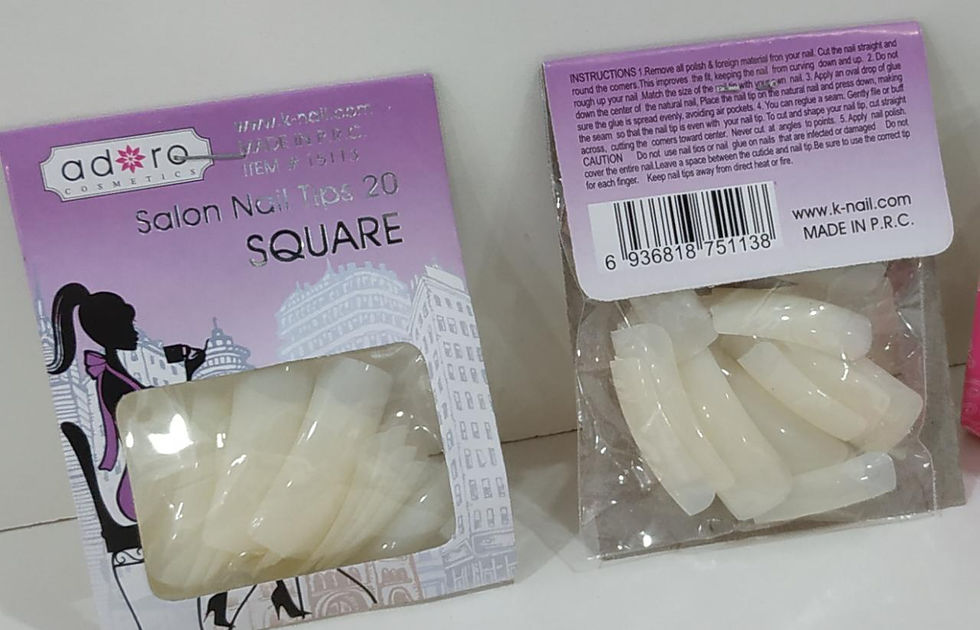 adoro
COSMETICS
www.k-nail.com
MADE IN P.R.C.
ITEM # 15113
Salon Nail Tips 20
SQUARE
INSTRUCTIONS 1.Remove all polish & foreign material fron your nail. Cut the nail straight and
round the corners.This improves the fit, keeping the nail from curving down and up. 2. Do not
rough up your nail .Match the size of the with your own nail. 3. Apply an oval drop of glue
down the center of the natural nail, Place the nail tip on the natural nail and press down, making
sure the glue is spread evenly, avoiding air pockets. 4. You can reglue a seam. Gently file or buff
the seam so that the nail tip is even with your nail tip. To cut and shape your nail tip, cut straight
across, cutting the corners toward center. Never cut at angles to points. 5. Apply nail polish.
CAUTION Do not use nail tips or nail glue on nails that are infected or damaged Do not
cover the entire nail.Leave a space between the cuticle and nail tip.Be sure to use the correct tip
for each finger. Keep nail tips away from direct heat or fire.
6 936818 751138
www.k-nail.com
MADE IN P.R.C.